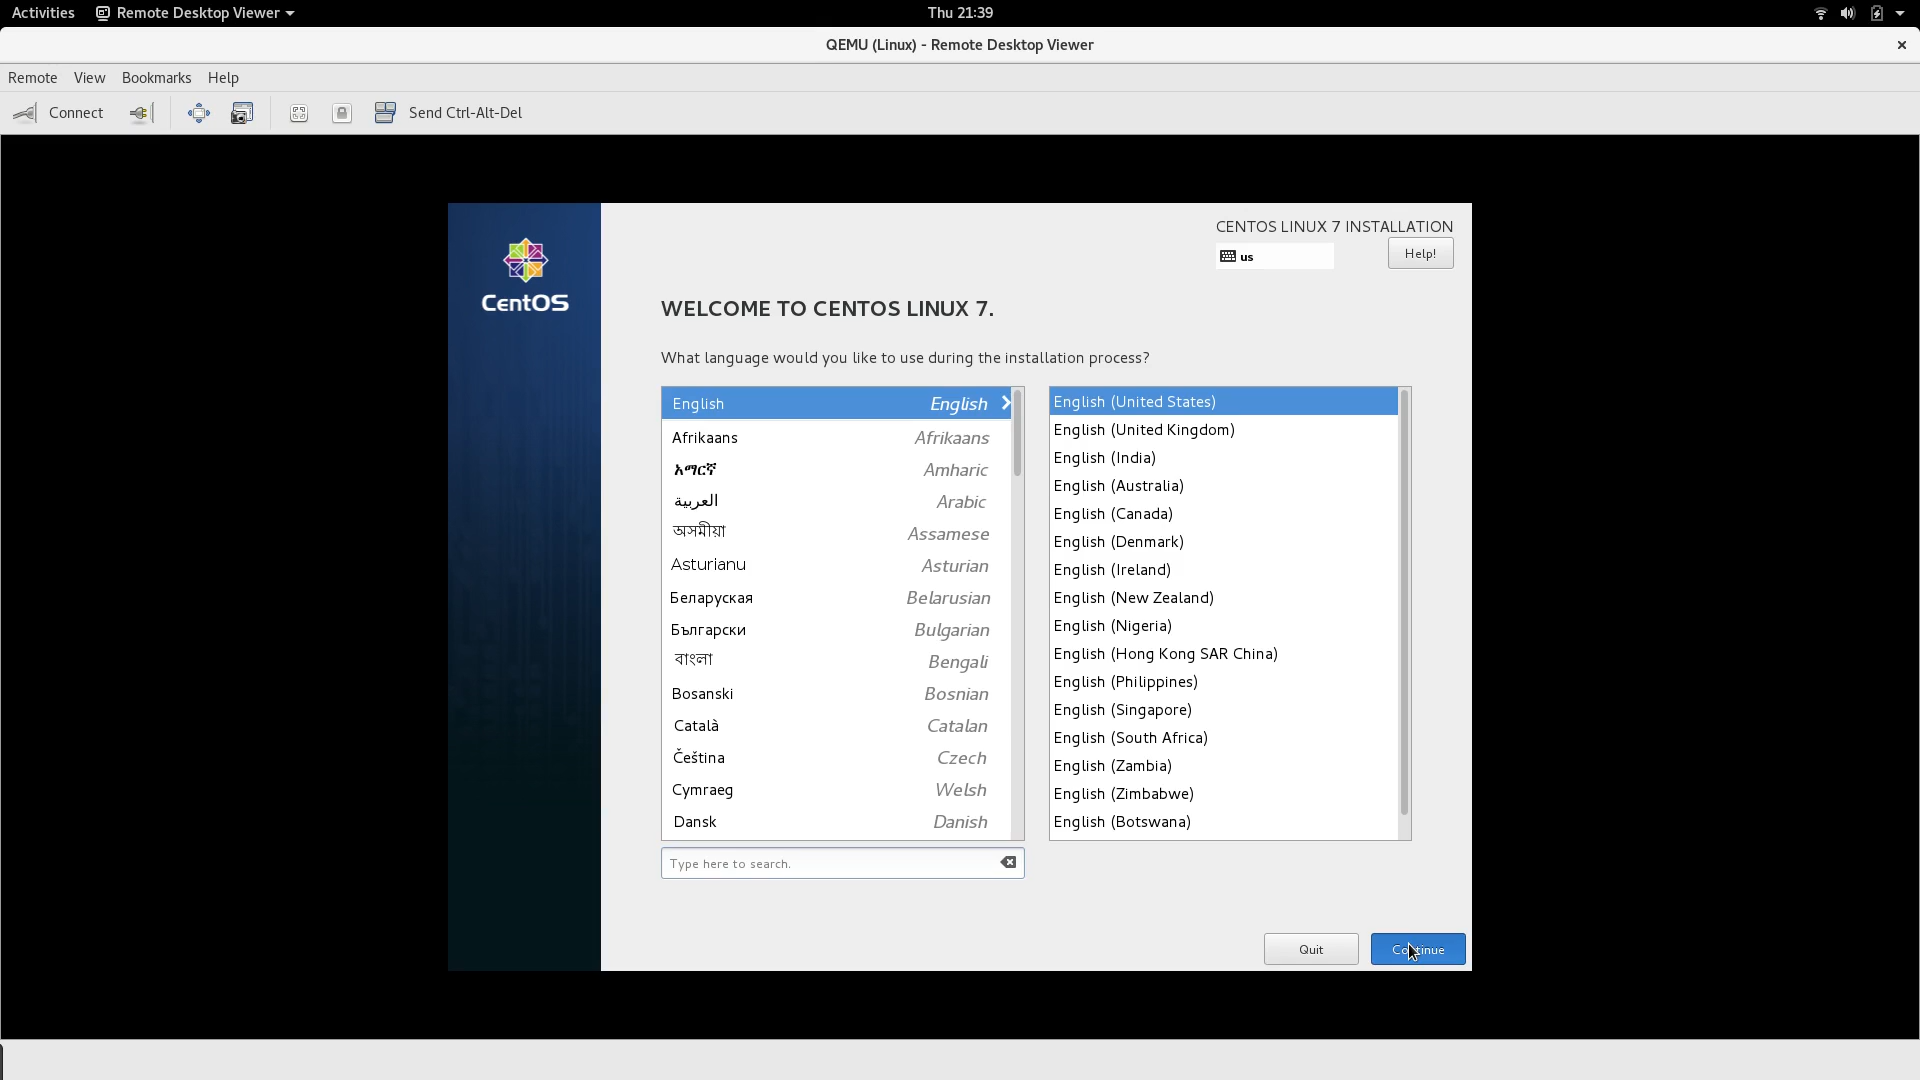 Activities Remote Desktop Viewer Thu 21:39
QEMU (Linux) - Remote Desktop Viewer
Remote View Bookmarks Help
Connect Send Ctrl-Alt-Del
CentOS
CENTOS LINUX 7 INSTALLATION
us Help!
WELCOME TO CENTOS LINUX 7.
What language would you like to use during the installation process?
English English
Afrikaans Afrikaans
አማርኛ Amharic
العربية Arabic
অসমীয়া Assamese
Asturianu Asturian
Беларуская Belarusian
Български Bulgarian
বাংলা Bengali
Bosanski Bosnian
Català Catalan
Čeština Czech
Cymraeg Welsh
Dansk Danish
Type here to search.
English (United States)
English (United Kingdom)
English (India)
English (Australia)
English (Canada)
English (Denmark)
English (Ireland)
English (New Zealand)
English (Nigeria)
English (Hong Kong SAR China)
English (Philippines)
English (Singapore)
English (South Africa)
English (Zambia)
English (Zimbabwe)
English (Botswana)
Quit Continue